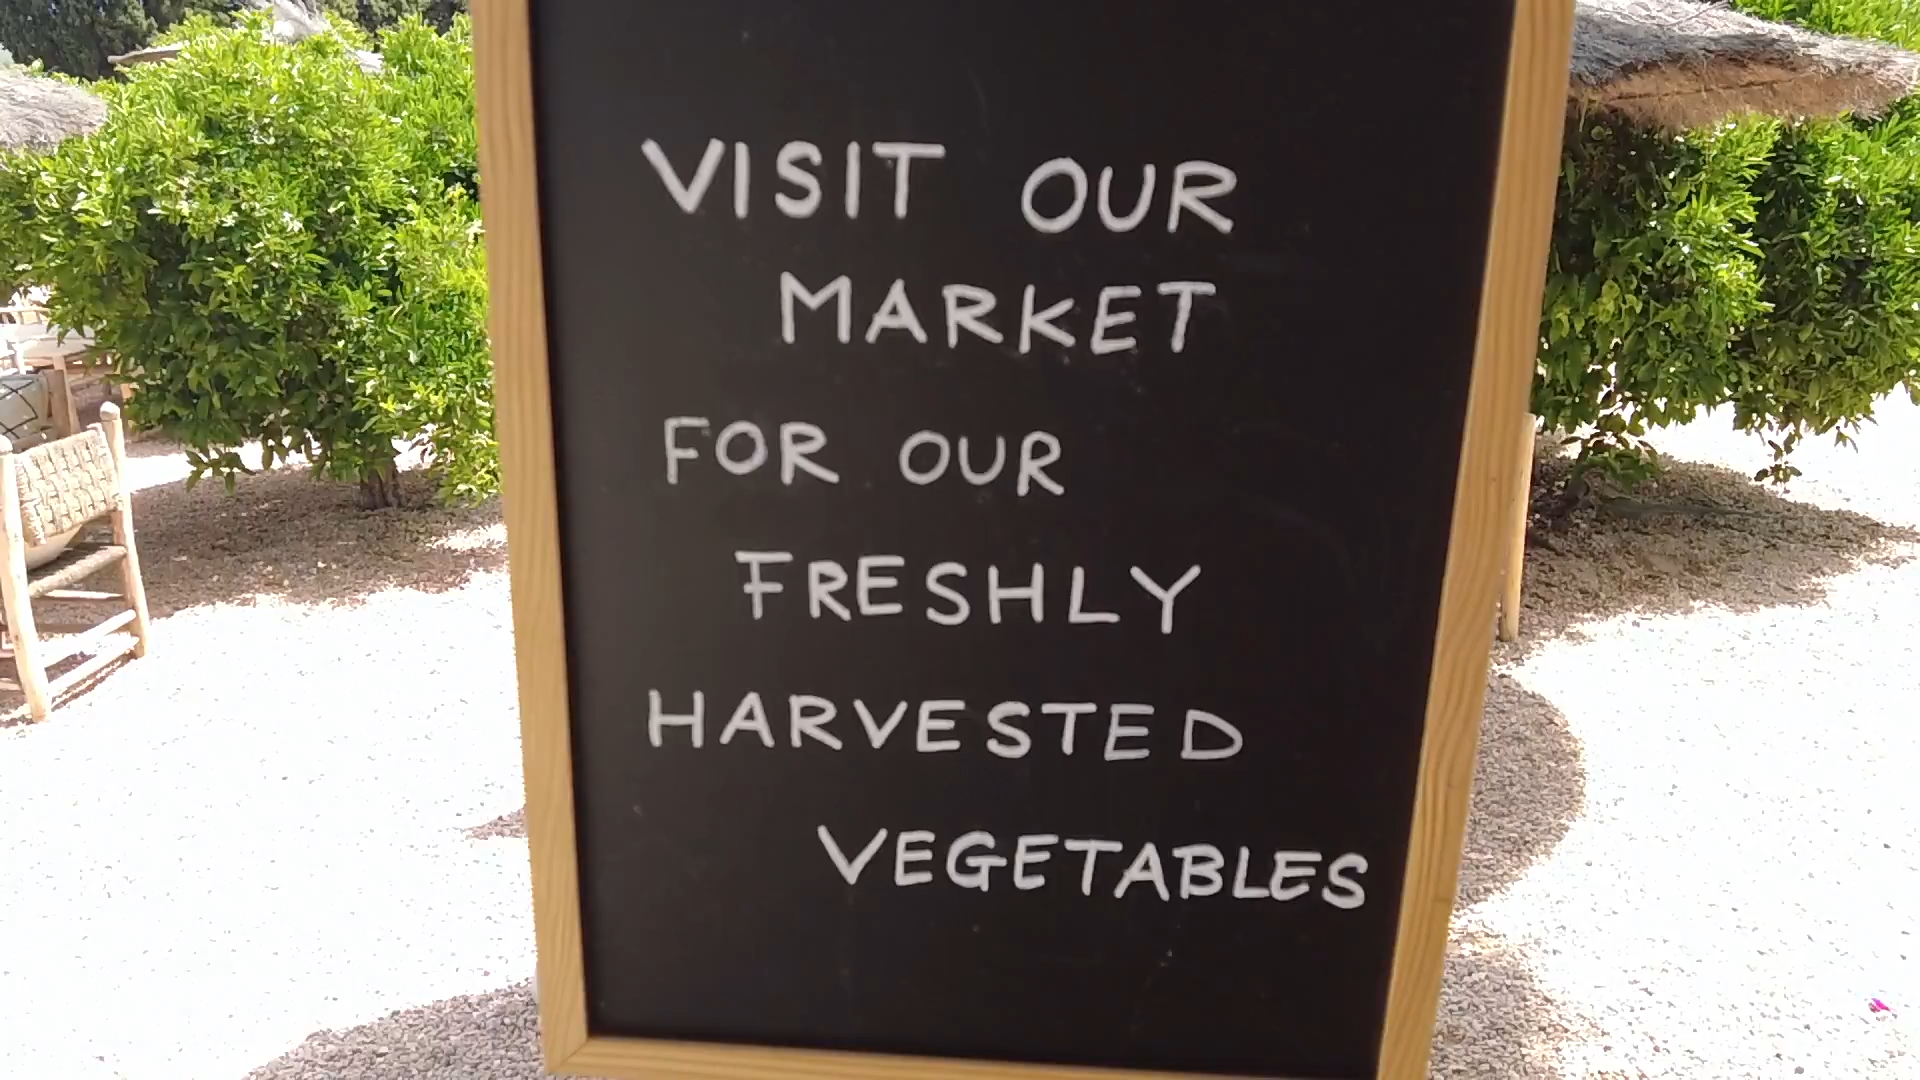 VISIT OUR
MARKET
FOR OUR
FRESHLY
HARVESTED
VEGETABLES